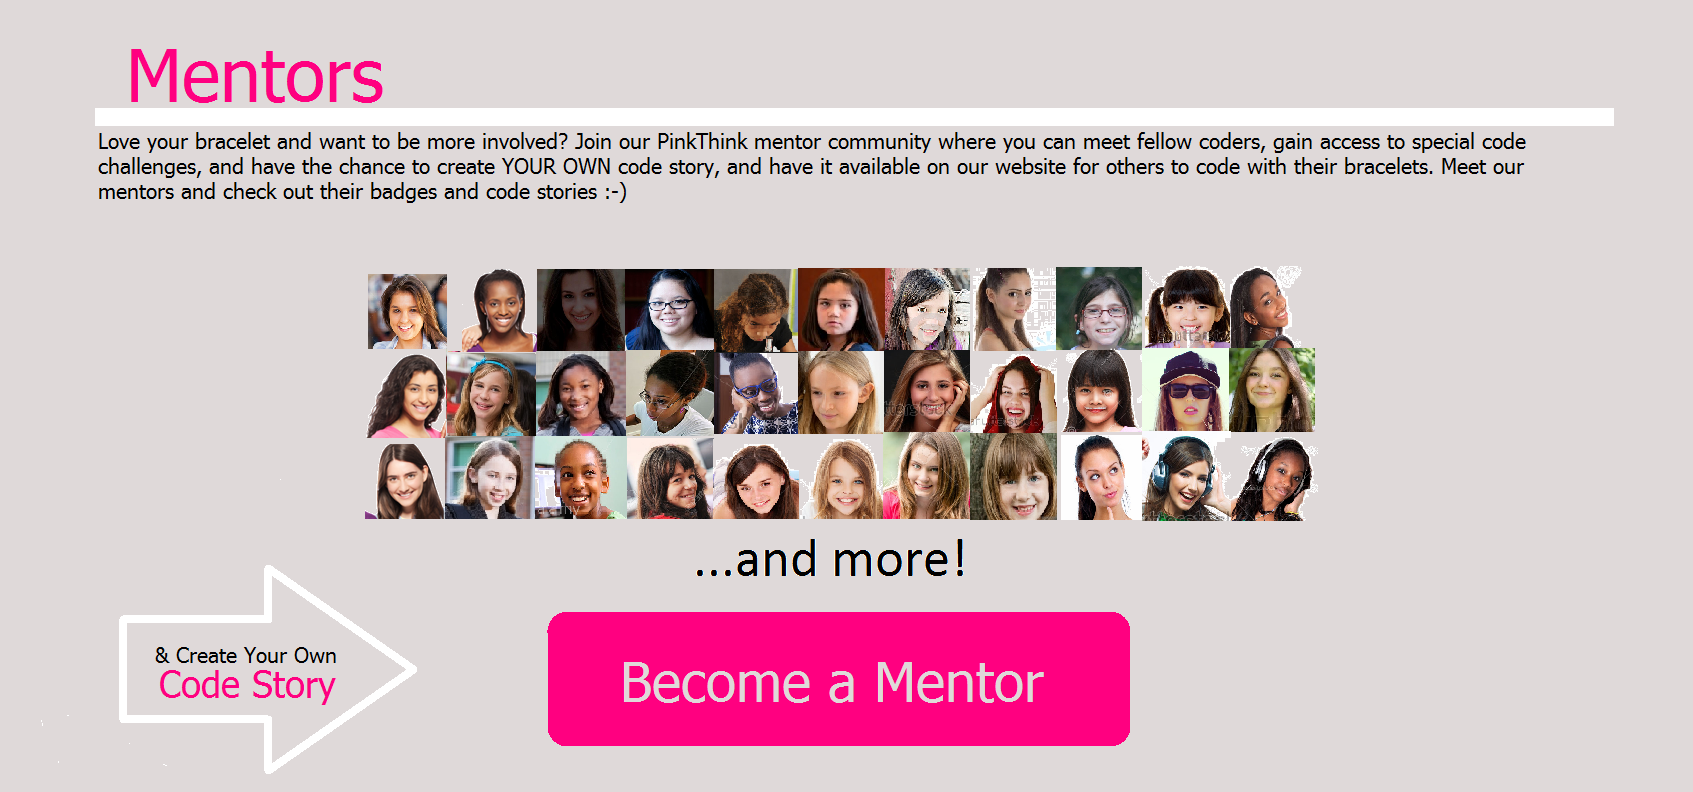 Mentors
Love your bracelet and want to be more involved? Join our PinkThink mentor community where you can meet fellow coders, gain access to special code
challenges, and have the chance to create YOUR OWN code story, and have it available on our website for others to code with their bracelets. Meet our
mentors and check out their badges and code stories :-)
...and more!
& Create Your Own
Code Story
Become a Mentor